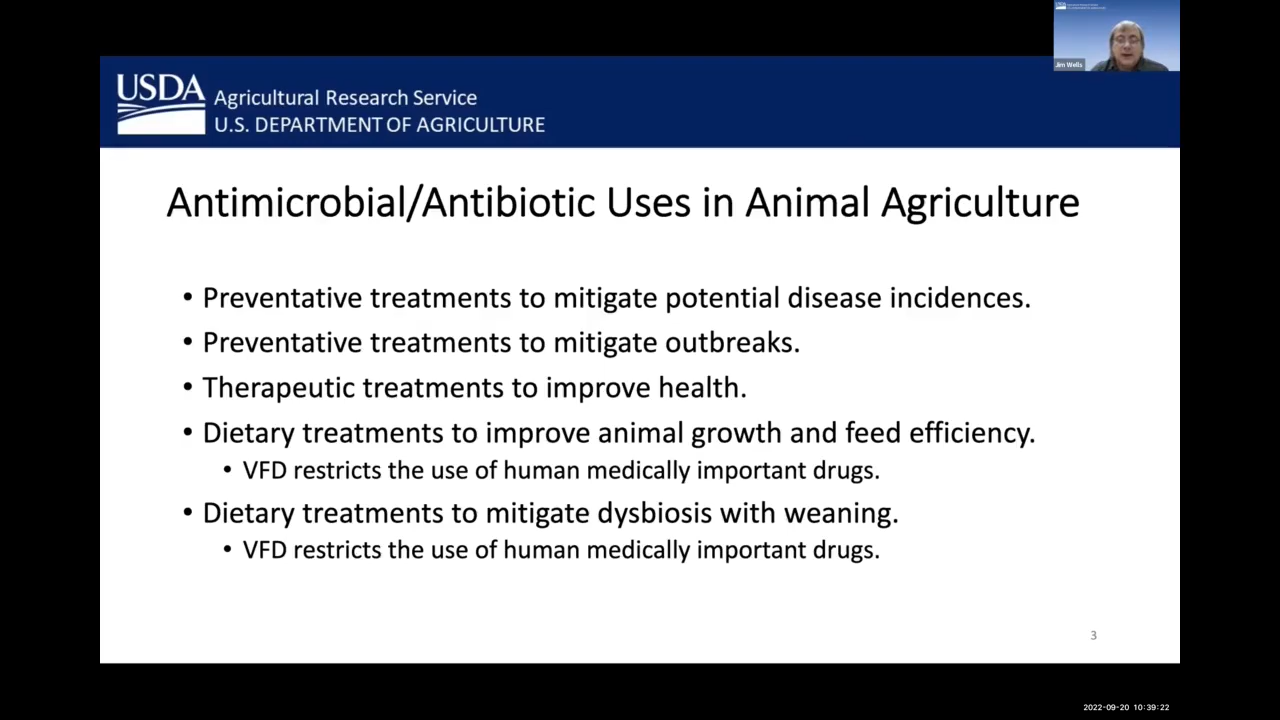 Jim Wells
USDA
Agricultural Research Service
U.S. DEPARTMENT OF AGRICULTURE
Antimicrobial/Antibiotic Uses in Animal Agriculture
• Preventative treatments to mitigate potential disease incidences.
• Preventative treatments to mitigate outbreaks.
• Therapeutic treatments to improve health.
• Dietary treatments to improve animal growth and feed efficiency.
• VFD restricts the use of human medically important drugs.
• Dietary treatments to mitigate dysbiosis with weaning.
• VFD restricts the use of human medically important drugs.
3
2022-09-20 10:39:22